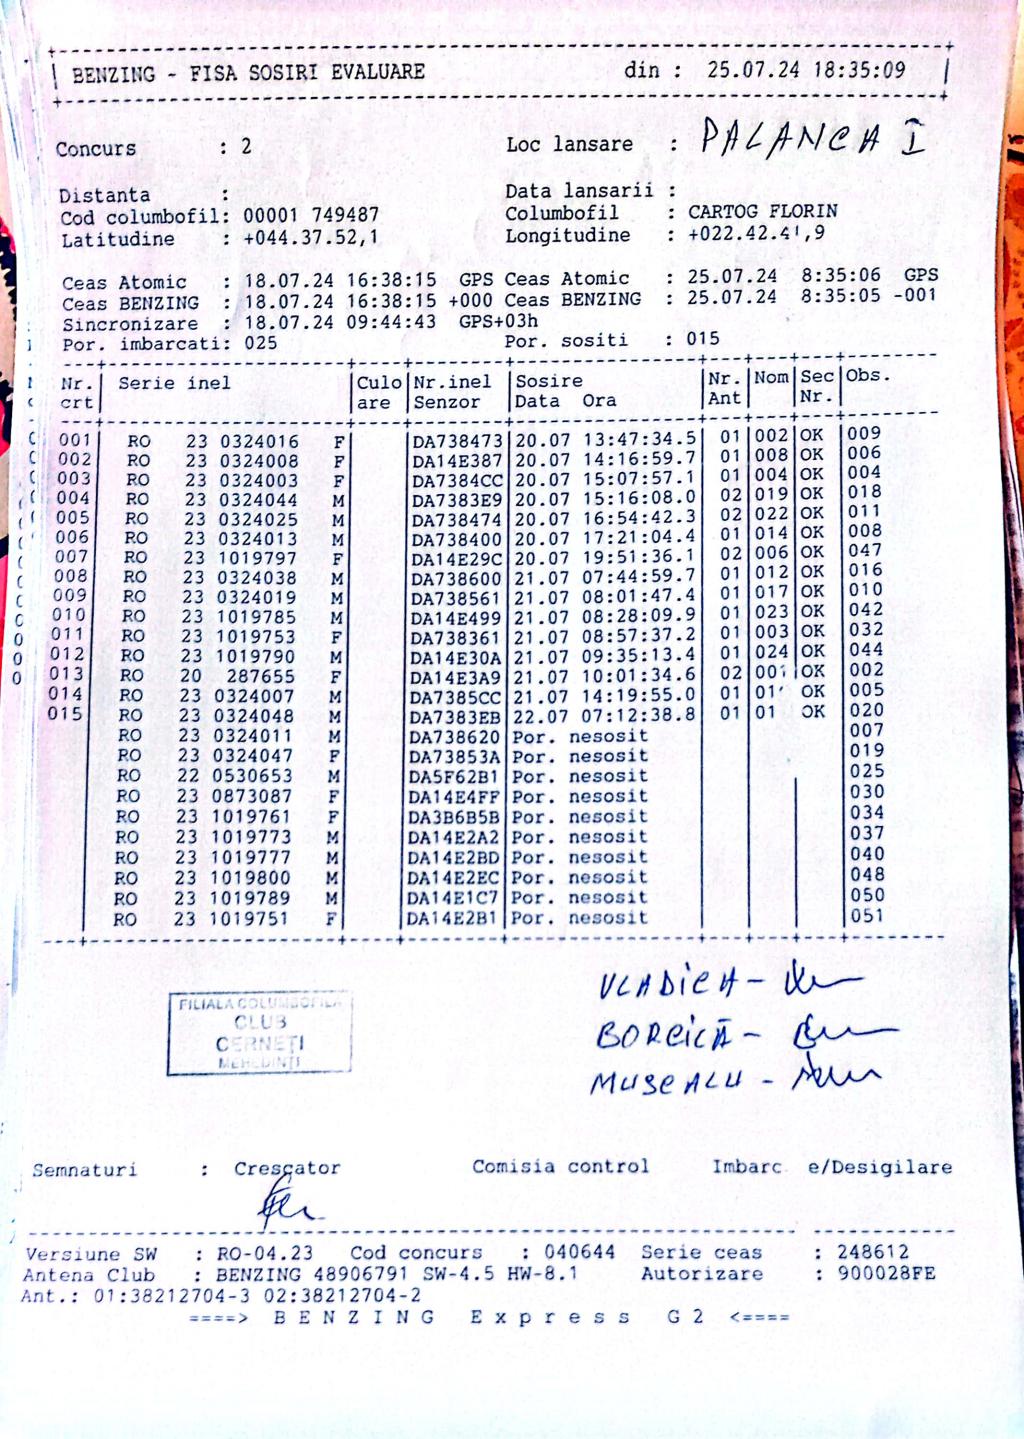 BENZING - FISA SOSIRI EVALUARE din : 25.07.24 18:35:09
Concurs : 2 Loc lansare : PALANCA I
Distanta : Data lansarii :
Cod columbofil: 00001 749487 Columbofil : CARTOG FLORIN
Latitudine : +044.37.52,1 Longitudine : +022.42.41,9
Ceas Atomic : 18.07.24 16:38:15 GPS Ceas Atomic : 25.07.24 8:35:06 GPS
Ceas BENZING : 18.07.24 16:38:15 +000 Ceas BENZING : 25.07.24 8:35:05 -001
Sincronizare : 18.07.24 09:44:43 GPS+03h
Por. imbarcati: 025 Por. sositi : 015
Nr. Serie inel Culo Nr.inel Sosire Nr. Nom Sec Obs.
crt are Senzor Data Ora Ant Nr.
001 RO 23 0324016 F DA738473 20.07 13:47:34.5 01 002 OK 009
002 RO 23 0324008 F DA14E387 20.07 14:16:59.7 01 008 OK 006
003 RO 23 0324003 F DA7384CC 20.07 15:07:57.1 01 004 OK 004
004 RO 23 0324044 M DA7383E9 20.07 15:16:08.0 02 019 OK 018
005 RO 23 0324025 M DA738474 20.07 16:54:42.3 02 022 OK 011
006 RO 23 0324013 M DA738400 20.07 17:21:04.4 01 014 OK 008
007 RO 23 1019797 F DA14E29C 20.07 19:51:36.1 02 006 OK 047
008 RO 23 0324038 M DA738600 21.07 07:44:59.7 01 012 OK 016
009 RO 23 0324019 M DA738561 21.07 08:01:47.4 01 017 OK 010
010 RO 23 1019785 M DA14E499 21.07 08:28:09.9 01 023 OK 042
011 RO 23 1019753 F DA738361 21.07 08:57:37.2 01 003 OK 032
012 RO 23 1019790 M DA14E30A 21.07 09:35:13.4 01 024 OK 044
013 RO 20 287655 F DA14E3A9 21.07 10:01:34.6 02 001 OK 002
014 RO 23 0324007 M DA7385CC 21.07 14:19:55.0 01 OK 005
015 RO 23 0324048 M DA7383EB 22.07 07:12:38.8 01 OK 020
RO 23 0324011 M DA738620 Por. nesosit 007
RO 23 0324047 F DA73853A Por. nesosit 019
RO 22 0530653 M DA5F62B1 Por. nesosit 025
RO 23 0873087 F DA14E4FF Por. nesosit 030
RO 23 1019761 F DA3B6B5B Por. nesosit 034
RO 23 1019773 M DA14E2A2 Por. nesosit 037
RO 23 1019777 M DA14E2BD Por. nesosit 040
RO 23 1019800 M DA14E2EC Por. nesosit 048
RO 23 1019789 M DA14E1C7 Por. nesosit 050
RO 23 1019751 F DA14E2B1 Por. nesosit 051
VLADICA -
BORCILĂ -
MUSCALU -
FILIALA COLUMBOFILA
CLUB
CERNEȚI
MEHEDINȚI
Semnaturi : Crescator Comisia control Imbarc e/Desigilare
Versiune SW : RO-04.23 Cod concurs : 040644 Serie ceas : 248612
Antena Club : BENZING 48906791 SW-4.5 HW-8.1 Autorizare : 900028FE
Ant.: 01:38212704-3 02:38212704-2
====> BENZING Express G2 <====